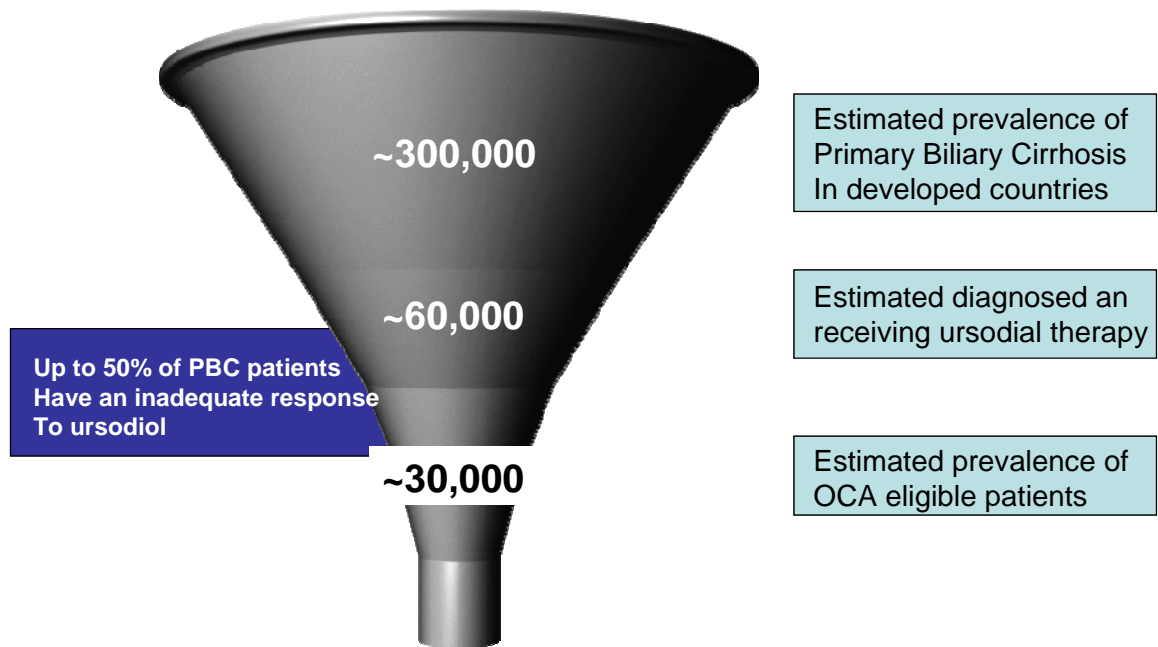 ~300,000
Estimated prevalence of
Primary Biliary Cirrhosis
In developed countries
~60,000
Estimated diagnosed an
receiving ursodial therapy
Up to 50% of PBC patients
Have an inadequate response
To ursodiol
~30,000
Estimated prevalence of
OCA eligible patients